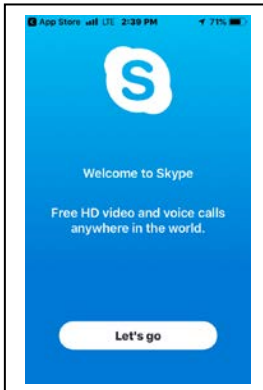 App Store LTE 2:39 PM 71%
S
Welcome to Skype
Free HD video and voice calls
anywhere in the world.
Let's go